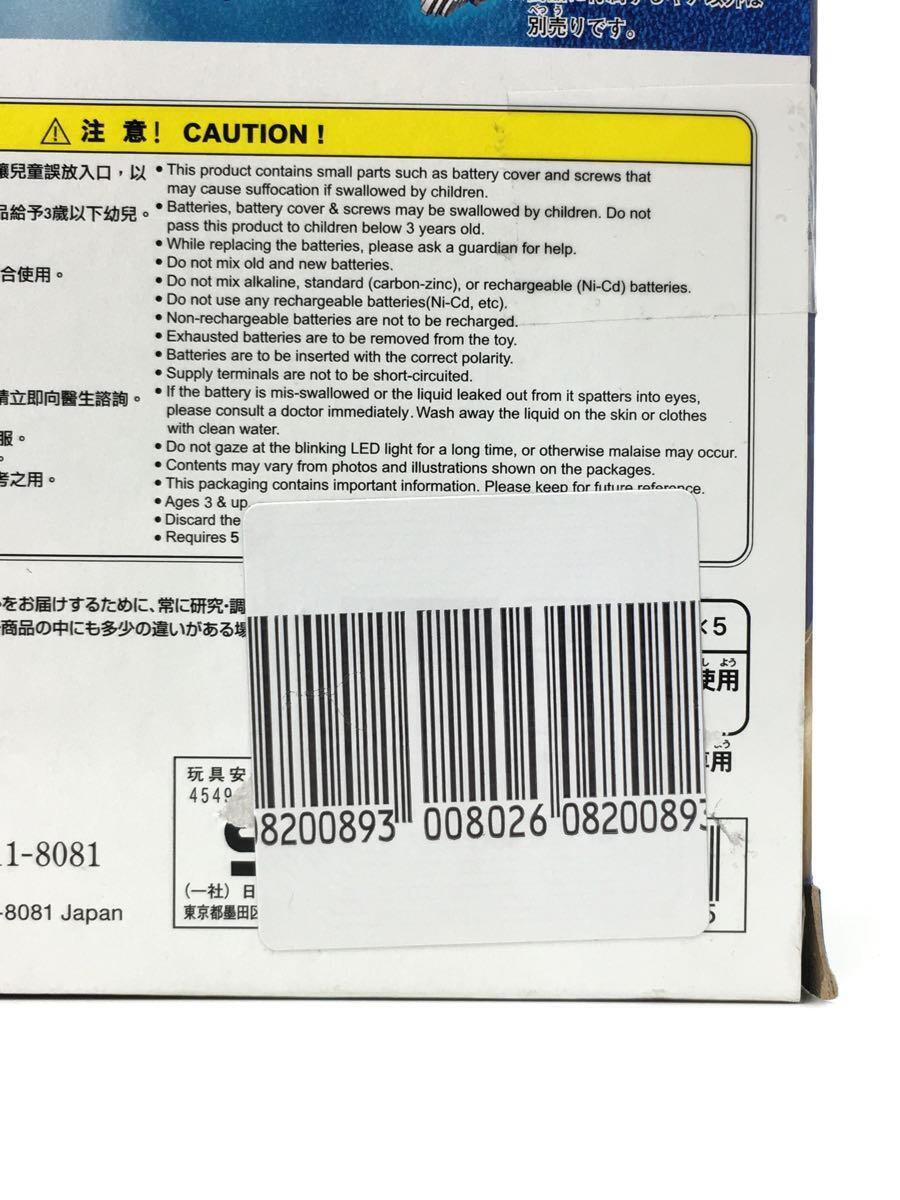 別売りです。
べつ う
⚠ 注 意! CAUTION !
讓兒童誤放入口，以
品給予3歳以下幼兒。
合使用。
請立即向醫生諮詢。
服。
考之用。
• This product contains small parts such as battery cover and screws that
may cause suffocation if swallowed by children.
• Batteries, battery cover & screws may be swallowed by children. Do not
pass this product to children below 3 years old.
• While replacing the batteries, please ask a guardian for help.
• Do not mix old and new batteries.
• Do not mix alkaline, standard (carbon-zinc), or rechargeable (Ni-Cd) batteries.
• Do not use any rechargeable batteries(Ni-Cd, etc).
• Non-rechargeable batteries are not to be recharged.
• Exhausted batteries are to be removed from the toy.
• Batteries are to be inserted with the correct polarity.
• Supply terminals are not to be short-circuited.
• If the battery is mis-swallowed or the liquid leaked out from it spatters into eyes,
please consult a doctor immediately. Wash away the liquid on the skin or clothes
with clean water.
• Do not gaze at the blinking LED light for a long time, or otherwise malaise may occur.
• Contents may vary from photos and illustrations shown on the packages.
• This packaging contains important information. Please keep for future reference.
• Ages 3 & up
• Discard the
• Requires 5
をお届けするために、常に研究・調
商品の中にも多少の違いがある場
×5
し よう
使用
専用
玩具安
4549
(一社) 日
東京都墨田区
11-8081
-8081 Japan
08200893 008026 08200893
5